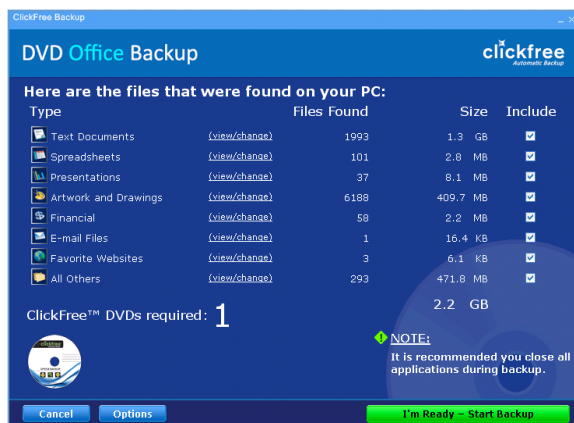 ClickFree Backup
DVD Office Backup
clickfree
Automatic Backup
Here are the files that were found on your PC:
Type Files Found Size Include
Text Documents (view/change) 1993 1.3 GB
Spreadsheets (view/change) 101 2.8 MB
Presentations (view/change) 37 8.1 MB
Artwork and Drawings (view/change) 6188 409.7 MB
Financial (view/change) 58 2.2 MB
E-mail Files (view/change) 1 16.4 KB
Favorite Websites (view/change) 3 6.1 KB
All Others (view/change) 293 471.8 MB
2.2 GB
ClickFree™ DVDs required: 1
NOTE:
It is recommended you close all
applications during backup.
clickfree
Cancel Options I'm Ready – Start Backup